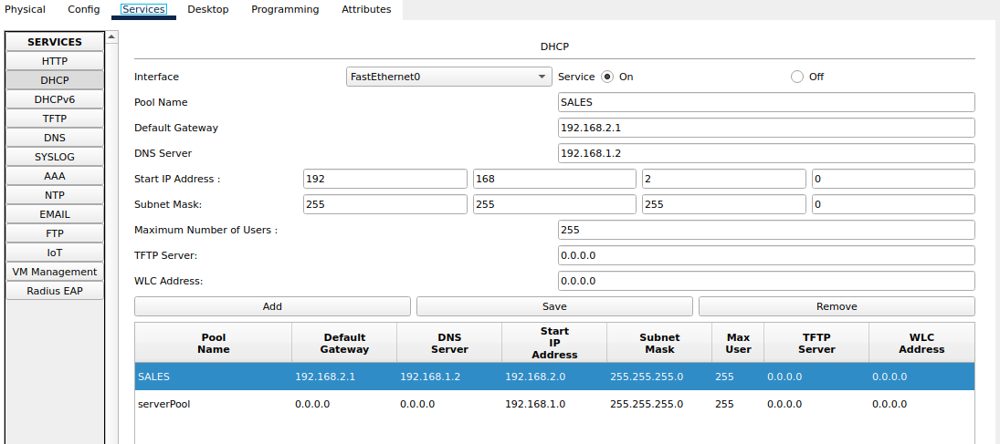 Physical Config Services Desktop Programming Attributes
SERVICES
HTTP
DHCP
DHCPv6
TFTP
DNS
SYSLOG
AAA
NTP
EMAIL
FTP
IoT
VM Management
Radius EAP
DHCP
Interface FastEthernet0 Service On Off
Pool Name SALES
Default Gateway 192.168.2.1
DNS Server 192.168.1.2
Start IP Address : 192 168 2 0
Subnet Mask: 255 255 255 0
Maximum Number of Users : 255
TFTP Server: 0.0.0.0
WLC Address: 0.0.0.0
Add Save Remove
Pool Name Default Gateway DNS Server Start IP Address Subnet Mask Max User TFTP Server WLC Address
SALES 192.168.2.1 192.168.1.2 192.168.2.0 255.255.255.0 255 0.0.0.0 0.0.0.0
serverPool 0.0.0.0 0.0.0.0 192.168.1.0 255.255.255.0 255 0.0.0.0 0.0.0.0